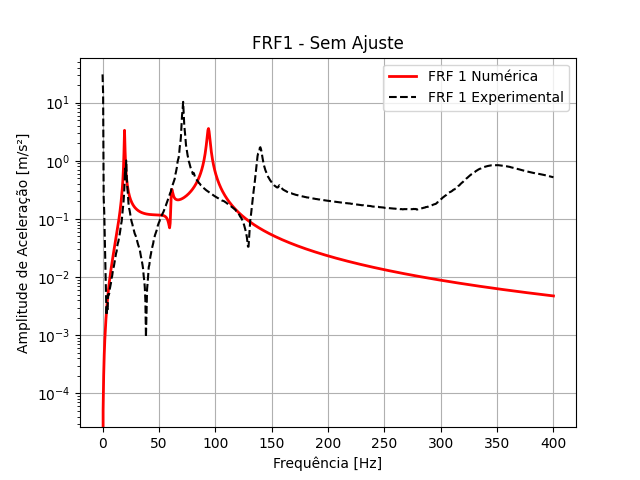 FRF1 - Sem Ajuste
FRF 1 Numérica
FRF 1 Experimental
Amplitude de Aceleração [m/s²]
10¹
10⁰
10⁻¹
10⁻²
10⁻³
10⁻⁴
0 50 100 150 200 250 300 350 400
Frequência [Hz]